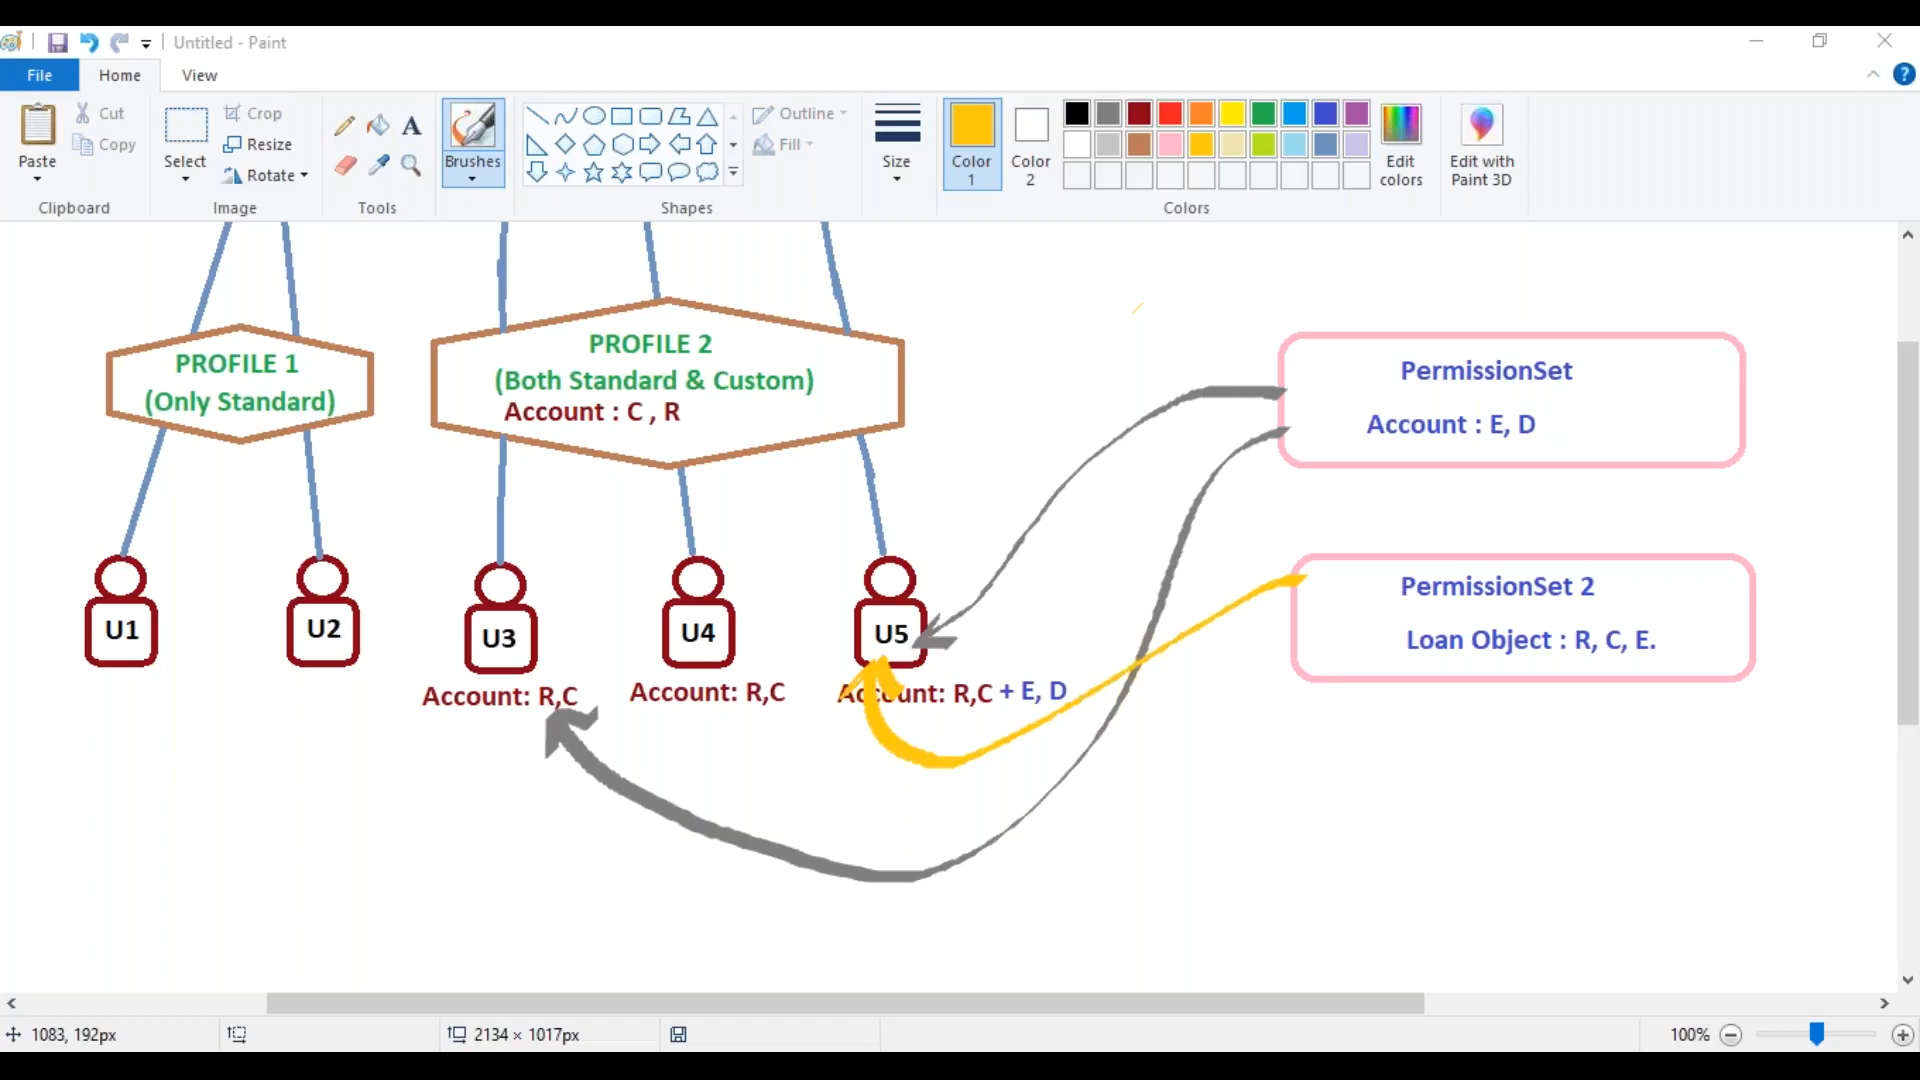 Untitled - Paint
File
Home
View
Paste
Cut
Copy
Clipboard
Select
Crop
Resize
Rotate
Image
A
Tools
Brushes
Outline
Fill
Shapes
Size
Color
1
Color
2
Edit
colors
Edit with
Paint 3D
Colors
?
PROFILE 1
(Only Standard)
PROFILE 2
(Both Standard & Custom)
Account : C , R
PermissionSet
Account : E, D
PermissionSet 2
Loan Object : R, C, E.
U1
U2
U3
U4
U5
Account: R,C
Account: R,C
Account: R,C + E, D
1083, 192px
2134 × 1017px
100%